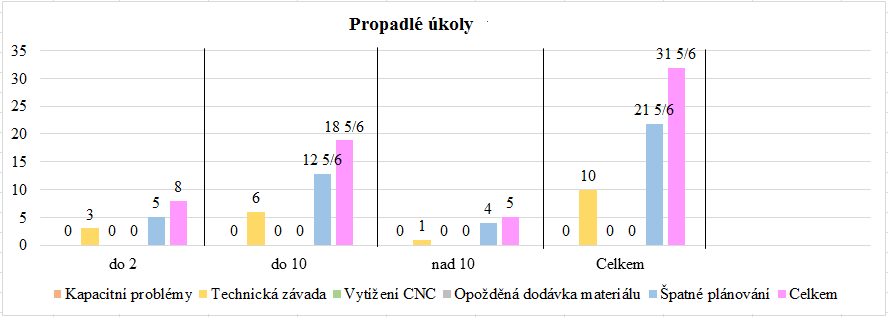 Propadlé úkoly
35
30
25
20
15
10
5
0
0 3 0 0 5 8
0 6 0 0 12 5/6 18 5/6
0 1 0 0 4 5
0 10 0 0 21 5/6 31 5/6
do 2 do 10 nad 10 Celkem
Kapacitní problémy Technická závada Vytížení CNC Opožděná dodávka materiálu Špatné plánování Celkem